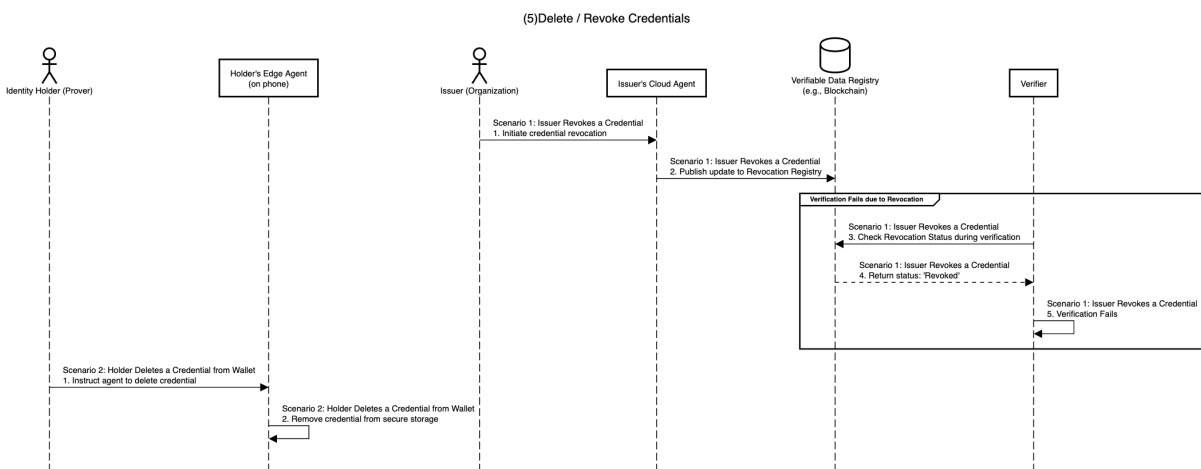 (5)Delete / Revoke Credentials
Identity Holder (Prover)
Holder's Edge Agent
(on phone)
Issuer (Organization)
Issuer's Cloud Agent
Verifiable Data Registry
(e.g., Blockchain)
Verifier
Scenario 1: Issuer Revokes a Credential
1. Initiate credential revocation
Scenario 1: Issuer Revokes a Credential
2. Publish update to Revocation Registry
Verification Fails due to Revocation
Scenario 1: Issuer Revokes a Credential
3. Check Revocation Status during verification
Scenario 1: Issuer Revokes a Credential
4. Return status: 'Revoked'
Scenario 1: Issuer Revokes a Credential
5. Verification Fails
Scenario 2: Holder Deletes a Credential from Wallet
1. Instruct agent to delete credential
Scenario 2: Holder Deletes a Credential from Wallet
2. Remove credential from secure storage